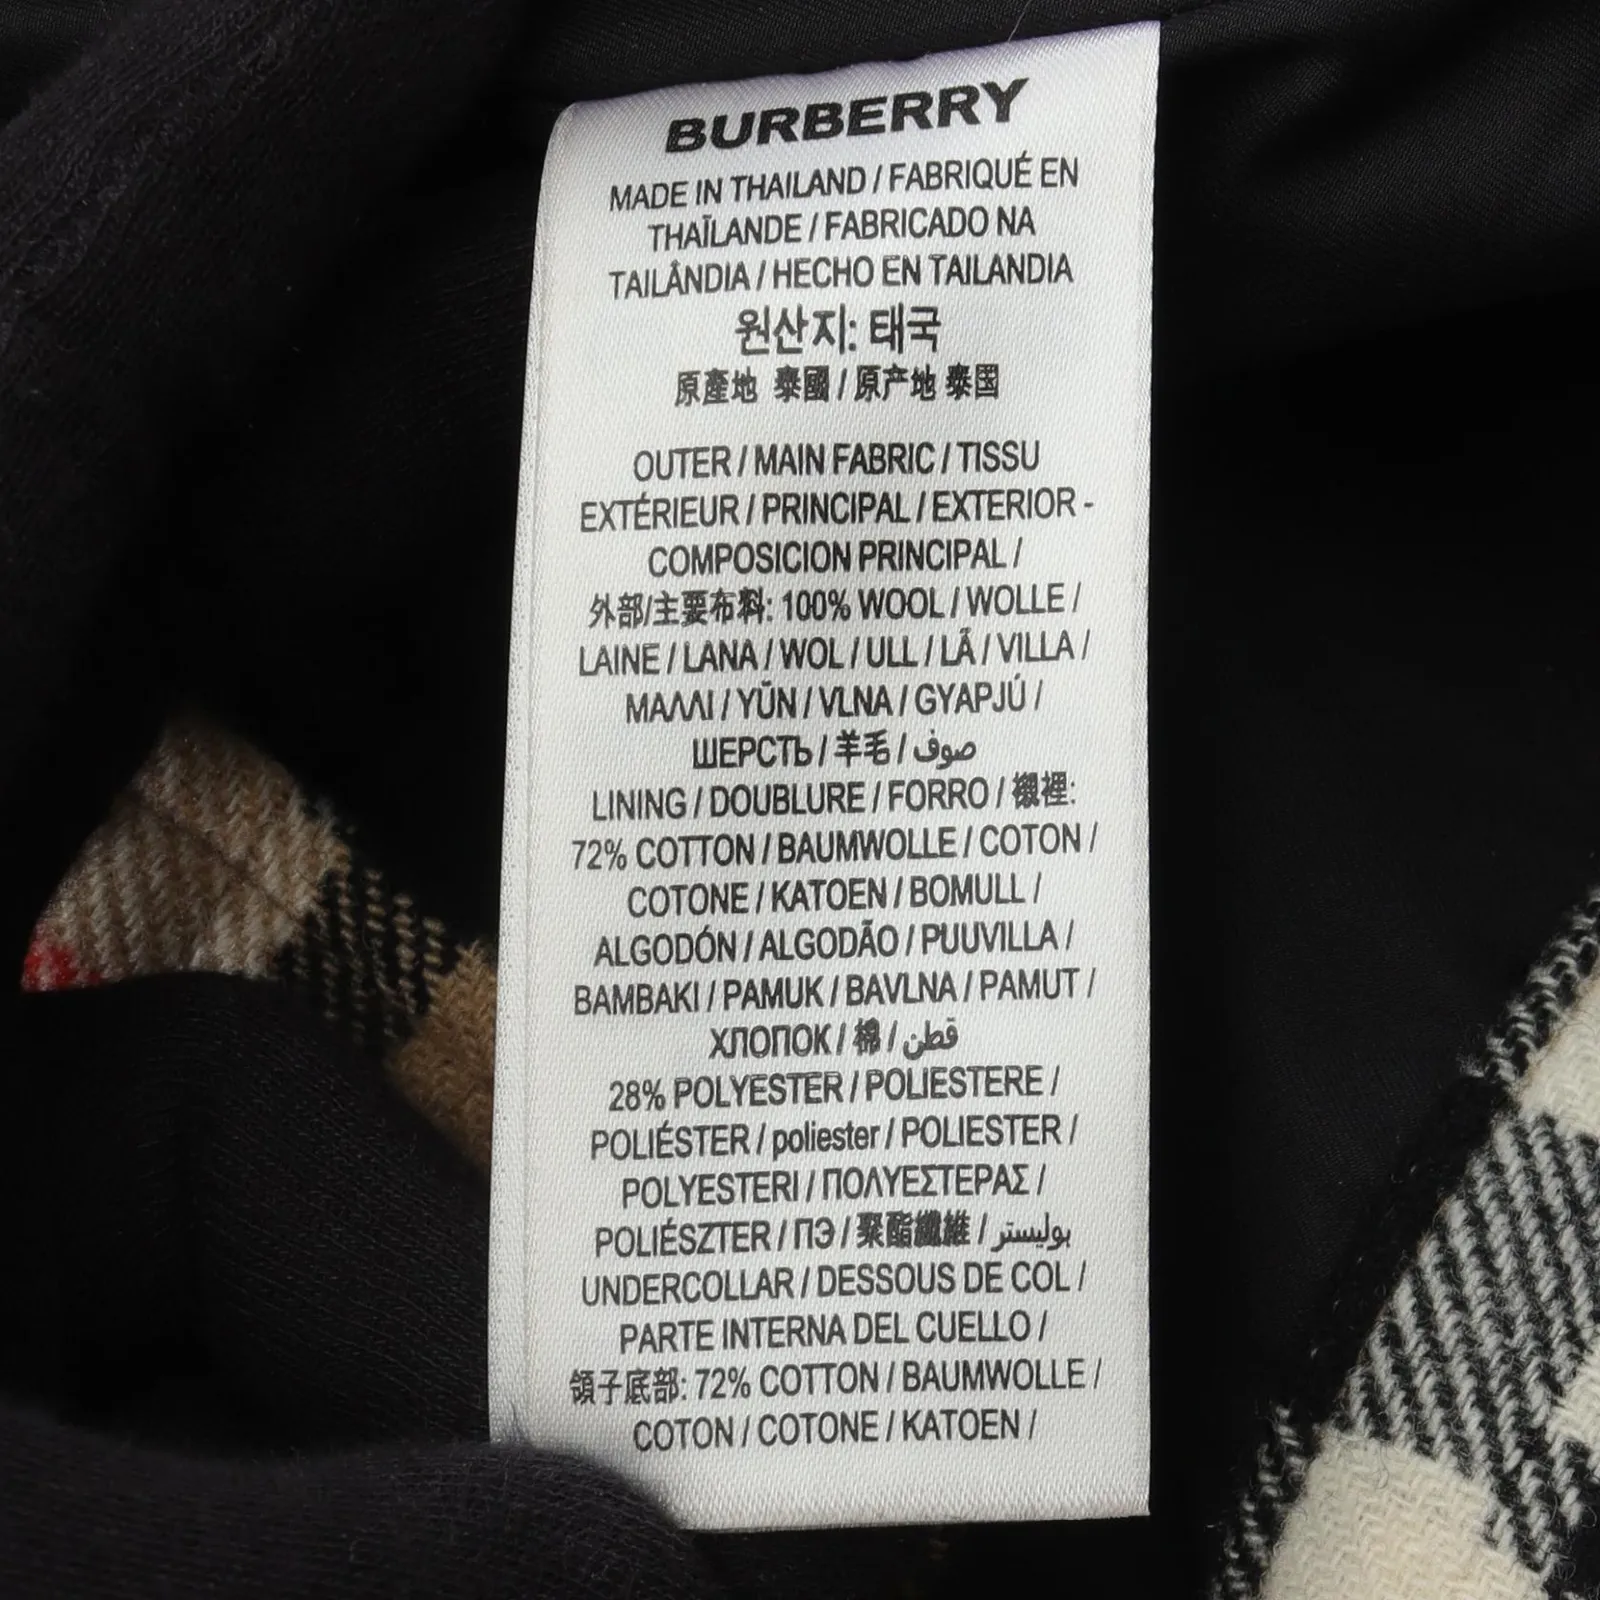 BURBERRY
MADE IN THAILAND / FABRIQUÉ EN
THAÏLANDE / FABRICADO NA
TAILÂNDIA / HECHO EN TAILANDIA
원산지: 태국
原產地 泰國 / 原产地 泰国
OUTER / MAIN FABRIC / TISSU
EXTÉRIEUR / PRINCIPAL / EXTERIOR -
COMPOSICION PRINCIPAL /
外部/主要布料: 100% WOOL / WOLLE /
LAINE / LANA / WOL / ULL / LÃ / VILLA /
ΜΑΛΛΙ / YŪN / VLNA / GYAPJÚ /
ШЕРСТЬ / 羊毛 / صوف
LINING / DOUBLURE / FORRO / 襯裡:
72% COTTON / BAUMWOLLE / COTON /
COTONE / KATOEN / BOMULL /
ALGODÓN / ALGODÃO / PUUVILLA /
BAMBAKI / PAMUK / BAVLNA / PAMUT /
ХЛОПОК / 棉 / قطن
28% POLYESTER / POLIESTERE /
POLIÉSTER / poliester / POLIESTER /
POLYESTERI / ΠΟΛΥΕΣΤΕΡΑΣ /
POLIÉSZTER / ПЭ / 聚酯纖維 / بوليستر
UNDERCOLLAR / DESSOUS DE COL /
PARTE INTERNA DEL CUELLO /
領子底部: 72% COTTON / BAUMWOLLE /
COTON / COTONE / KATOEN /